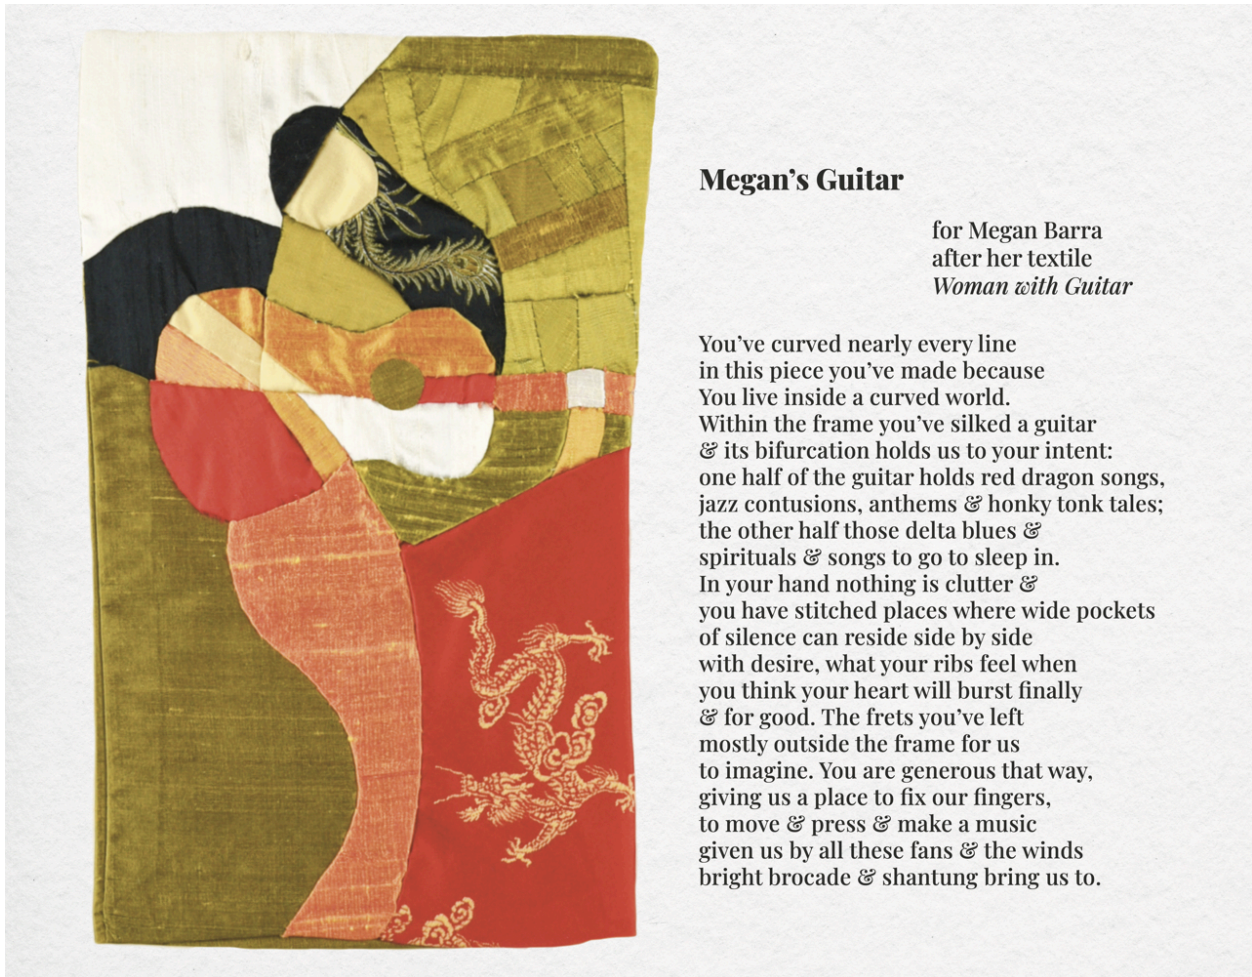 Megan’s Guitar
for Megan Barra
after her textile
Woman with Guitar
You’ve curved nearly every line
in this piece you’ve made because
You live inside a curved world.
Within the frame you’ve silked a guitar
& its bifurcation holds us to your intent:
one half of the guitar holds red dragon songs,
jazz contusions, anthems & honky tonk tales;
the other half those delta blues &
spirituals & songs to go to sleep in.
In your hand nothing is clutter &
you have stitched places where wide pockets
of silence can reside side by side
with desire, what your ribs feel when
you think your heart will burst finally
& for good. The frets you’ve left
mostly outside the frame for us
to imagine. You are generous that way,
giving us a place to fix our fingers,
to move & press & make a music
given us by all these fans & the winds
bright brocade & shantung bring us to.